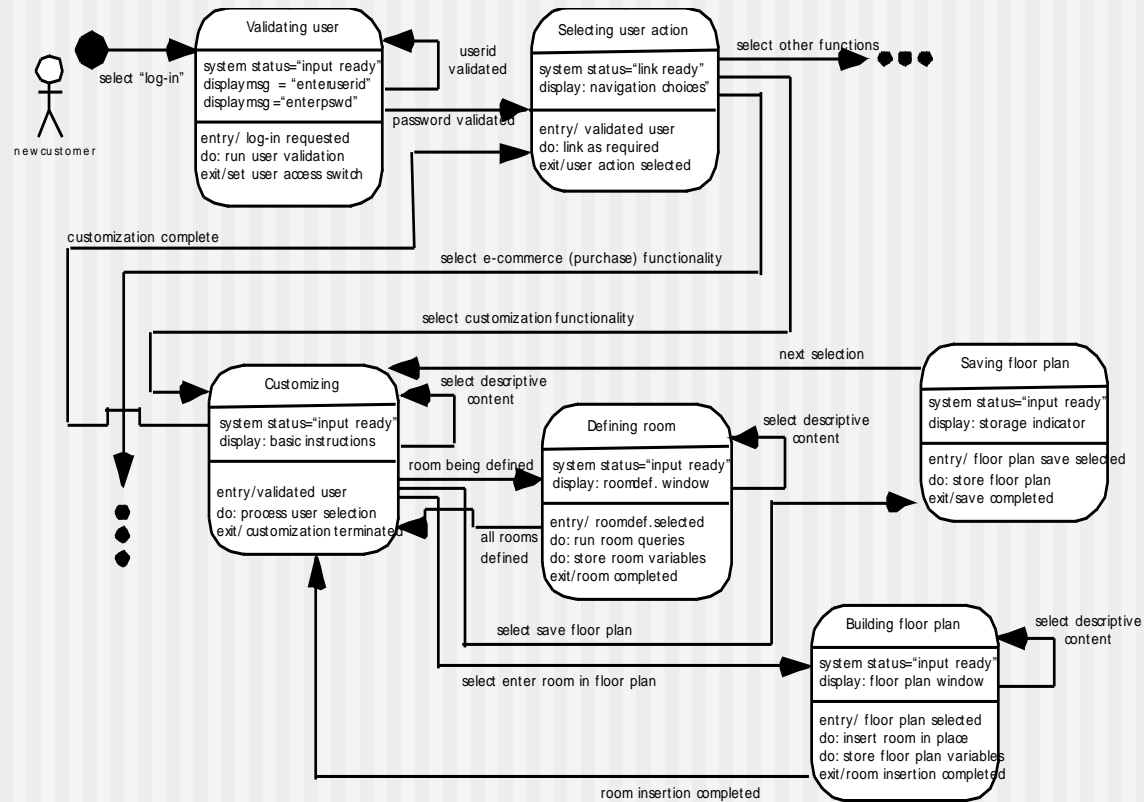 Validating user
system status="input ready"
displaymsg = "enteruserid"
displaymsg ="enterpswd"
entry/ log-in requested
do: run user validation
exit/set user access switch
select "log-in"
newcustomer
userid
validated
password validated
Selecting user action
system status="link ready"
display: navigation choices"
entry/ validated user
do: link as required
exit/user action selected
select other functions
customization complete
select e-commerce (purchase) functionality
select customization functionality
next selection
Customizing
system status="input ready"
display: basic instructions
entry/validated user
do: process user selection
exit/ customization terminated
select descriptive
content
room being defined
all rooms
defined
Defining room
system status="input ready"
display: roomdef. window
entry/ roomdef.selected
do: run room queries
do: store room variables
exit/room completed
select descriptive
content
Saving floor plan
system status="input ready"
display: storage indicator
entry/ floor plan save selected
do: store floor plan
exit/save completed
select save floor plan
select enter room in floor plan
Building floor plan
system status="input ready"
display: floor plan window
entry/ floor plan selected
do: insert room in place
do: store floor plan variables
exit/room insertion completed
select descriptive
content
room insertion completed